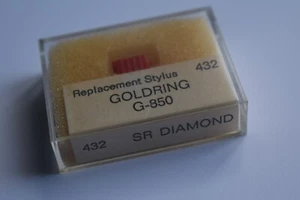 Replacement Stylus 432
GOLDRING
G-850
432 SR DIAMOND